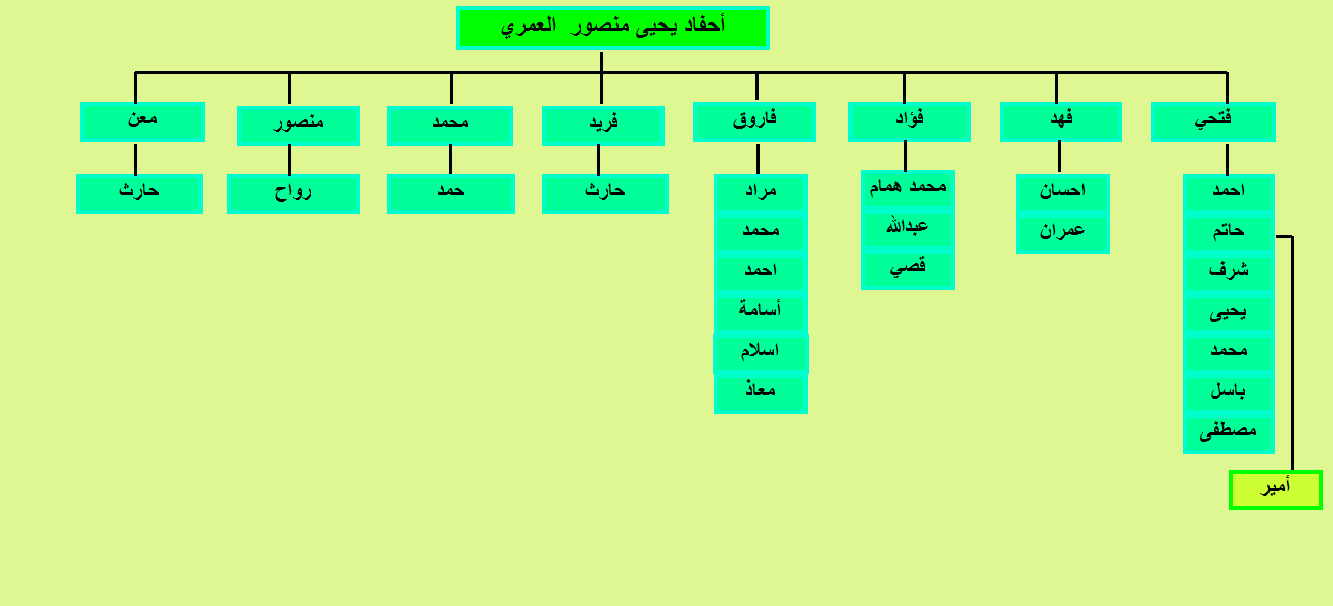 أحفاد يحيى منصور العمري
فتحي
فهد
فؤاد
فاروق
فريد
محمد
منصور
معن
احمد
حاتم
شرف
يحيى
محمد
باسل
مصطفى
أمير
احسان
عمران
محمد همام
عبدالله
قصي
مراد
محمد
احمد
أسامة
اسلام
معاذ
حارث
حمد
رواح
حارث